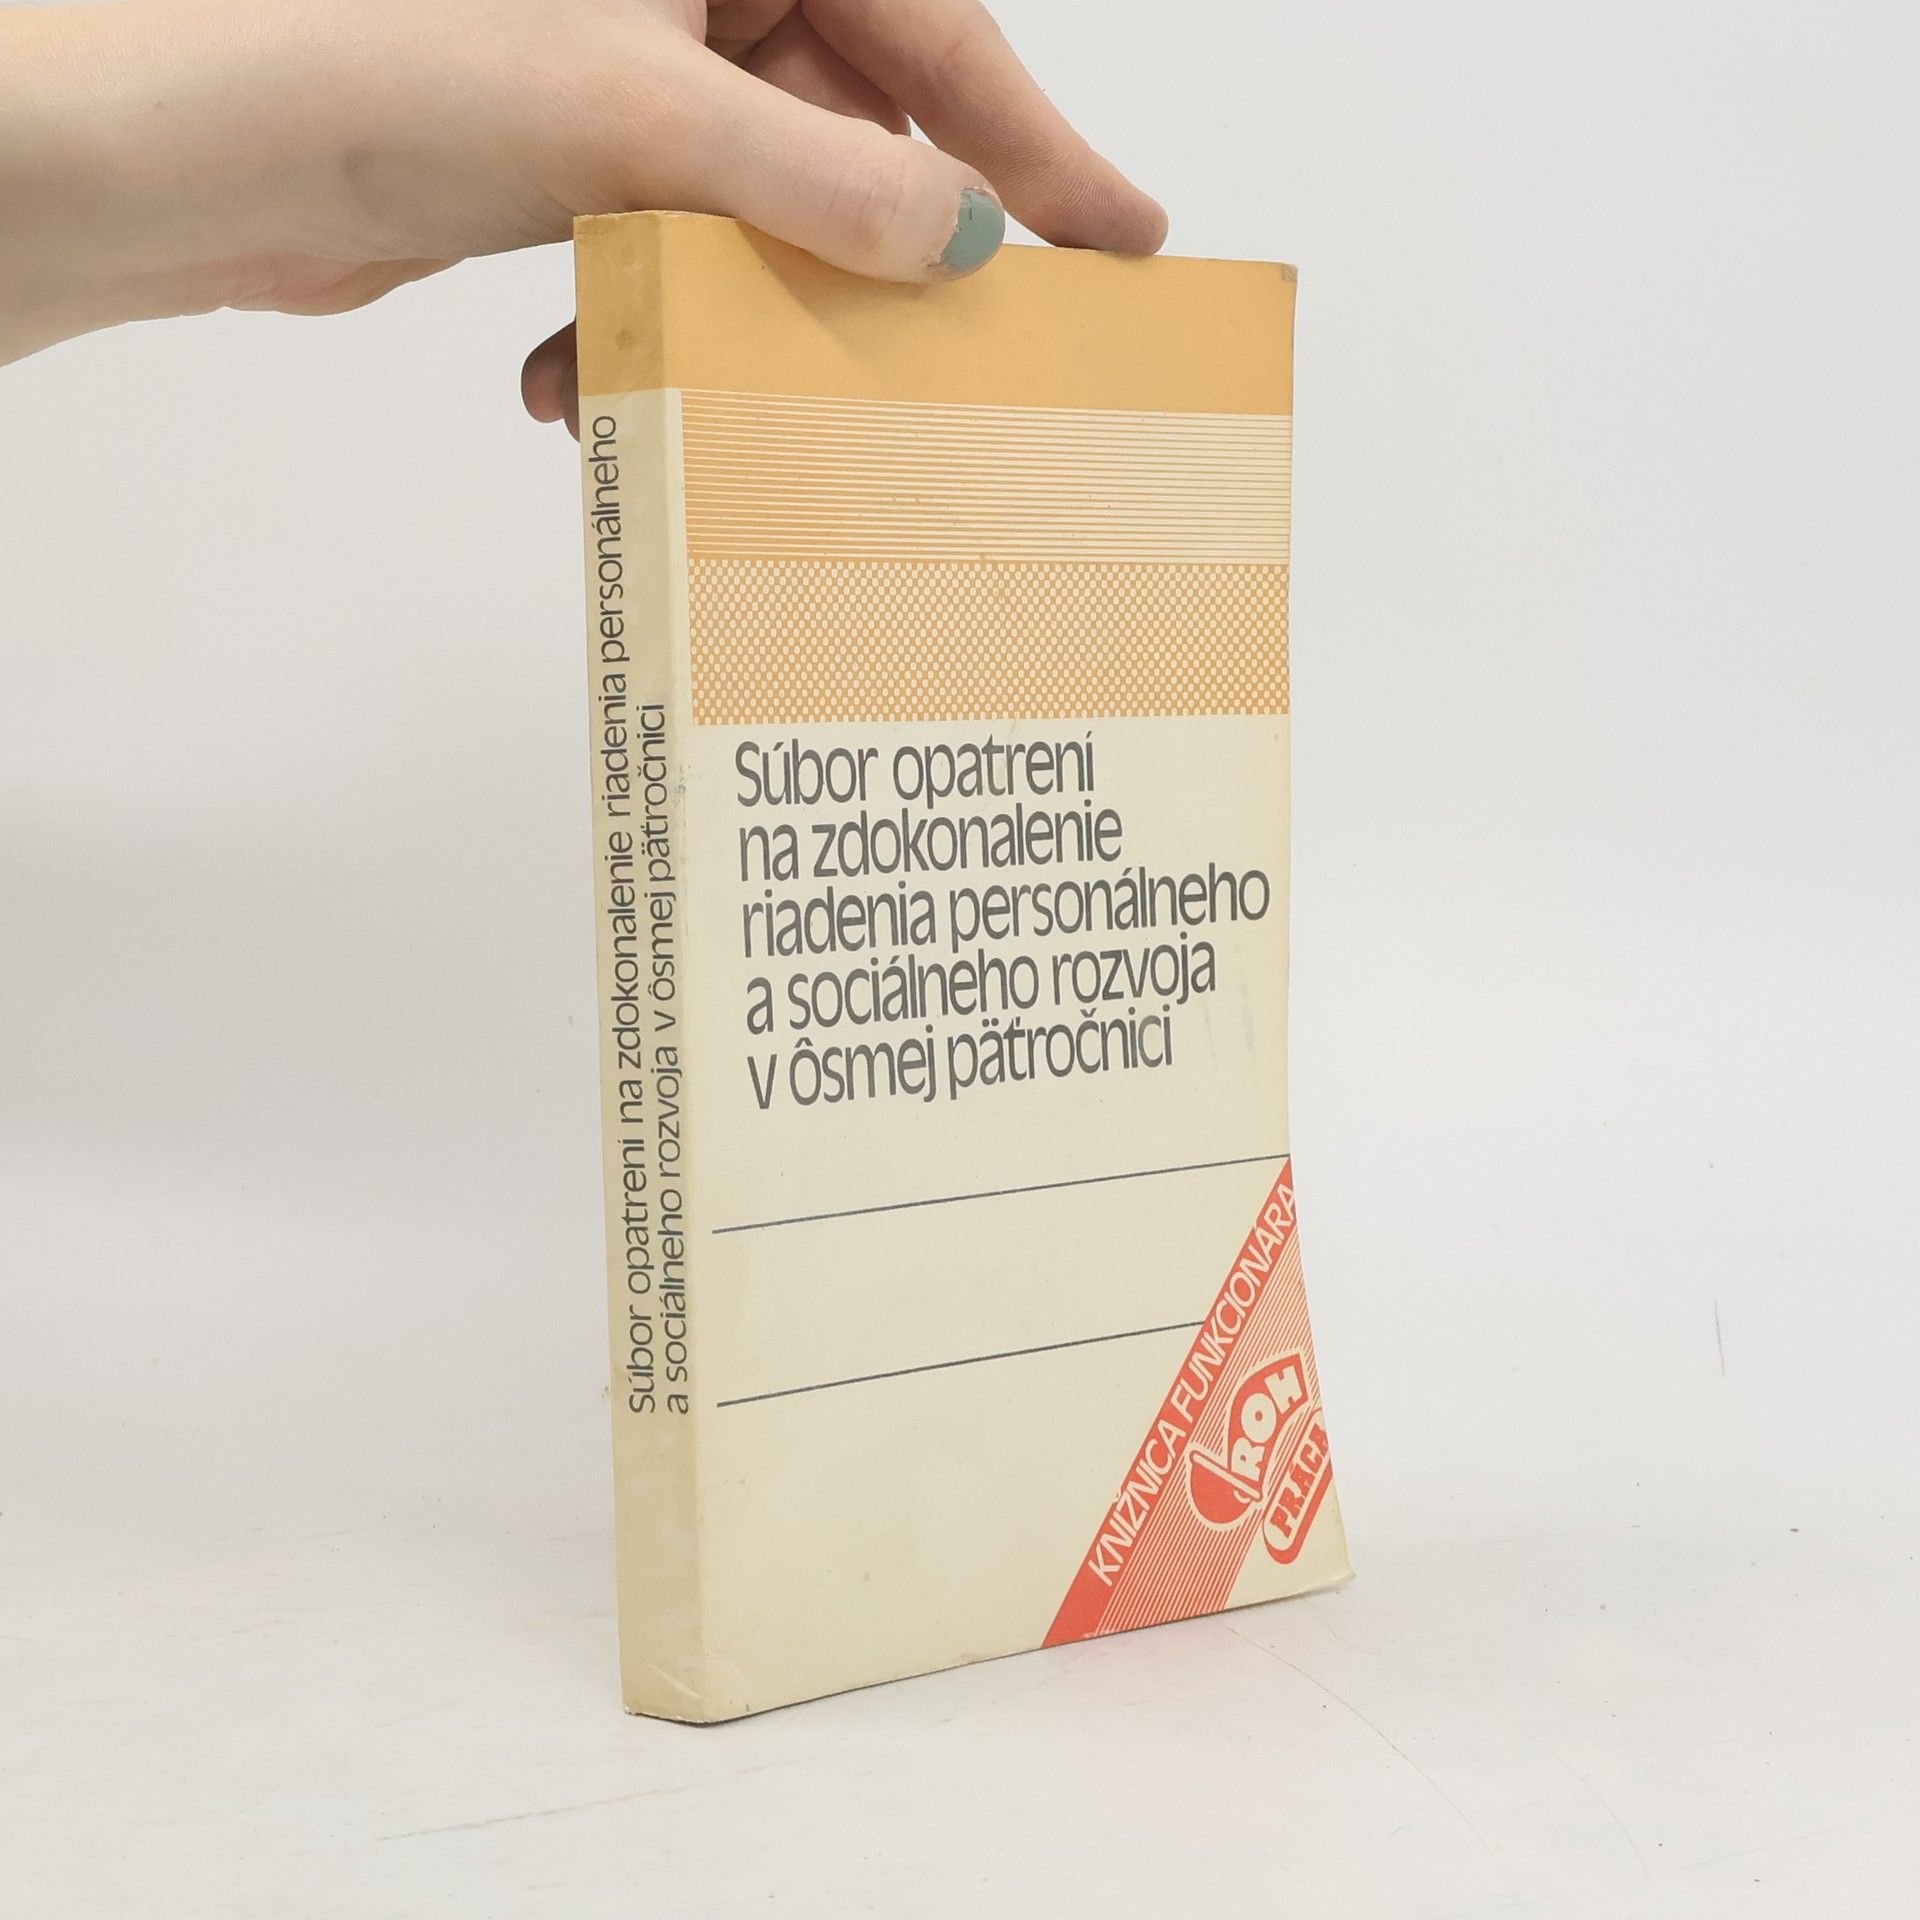 Súbor opatrení na zdokonalenie riadenia personálneho
a sociálneho rozvoja v ôsmej päťročnici
Súbor opatrení
na zdokonalenie
riadenia personálneho
a sociálneho rozvoja
v ôsmej päťročnici
KNIŽNICA FUNKCIONÁRA
ROH
PRÁCA